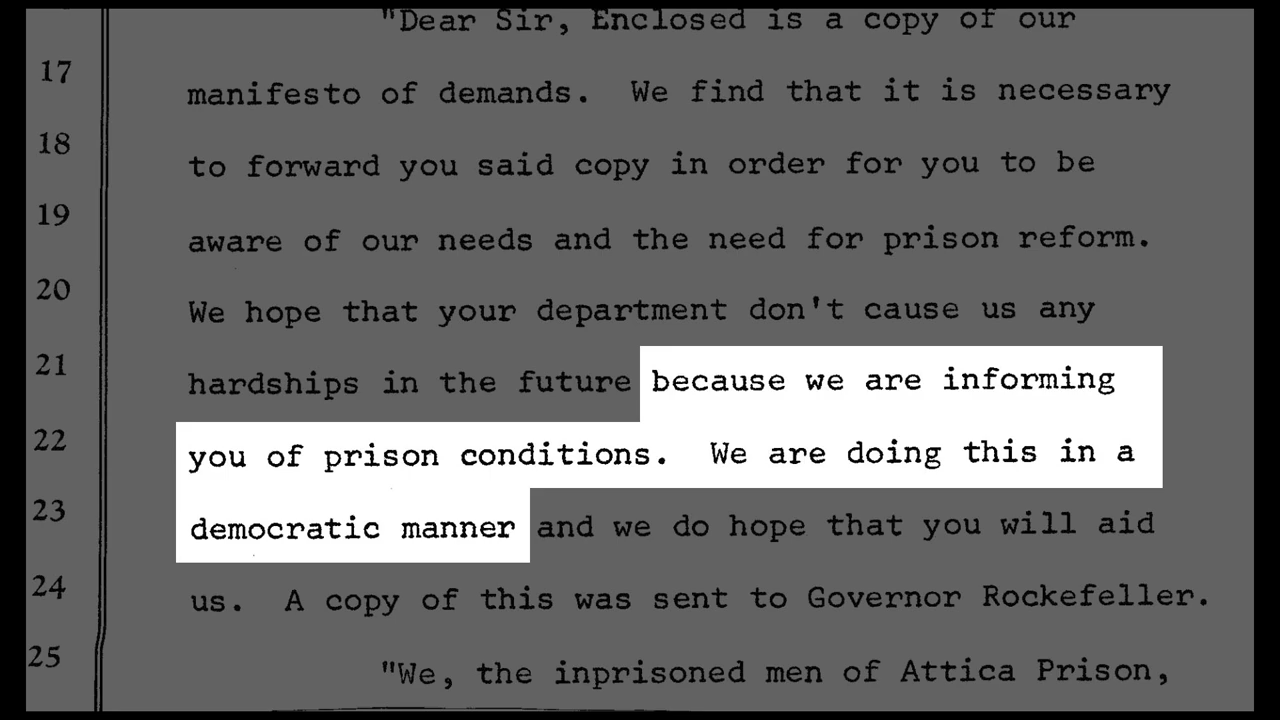 "Dear Sir, Enclosed is a copy of our
17 manifesto of demands. We find that it is necessary
18 to forward you said copy in order for you to be
19 aware of our needs and the need for prison reform.
20 We hope that your department don't cause us any
21 hardships in the future because we are informing
22 you of prison conditions. We are doing this in a
23 democratic manner and we do hope that you will aid
24 us. A copy of this was sent to Governor Rockefeller.
25 "We, the inprisoned men of Attica Prison,